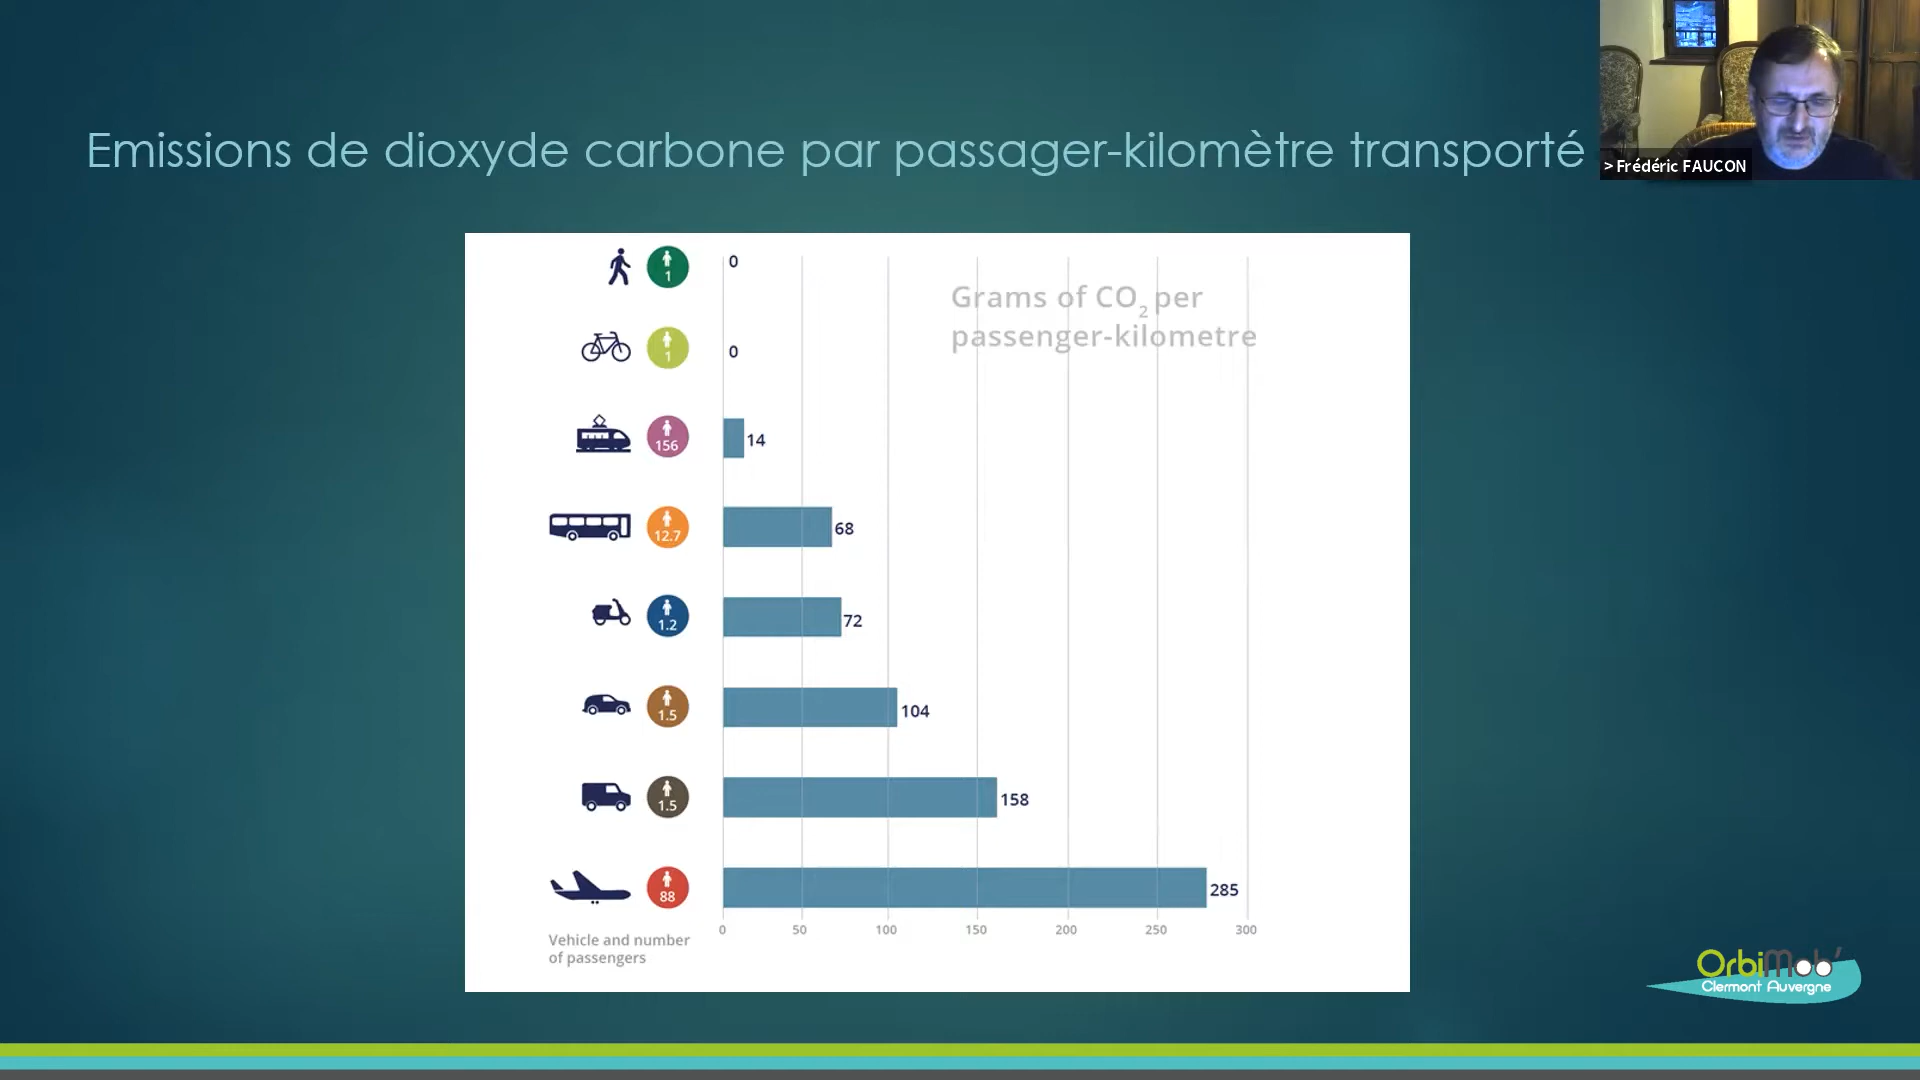 Emissions de dioxyde carbone par passager-kilomètre transporté
> Frédéric FAUCON
Grams of CO2 per
passenger-kilometre
1
0
1
0
156
14
12.7
68
1.2
72
1.5
104
1.5
158
88
285
0 50 100 150 200 250 300
Vehicle and number
of passengers
OrbiMob'
Clermont Auvergne